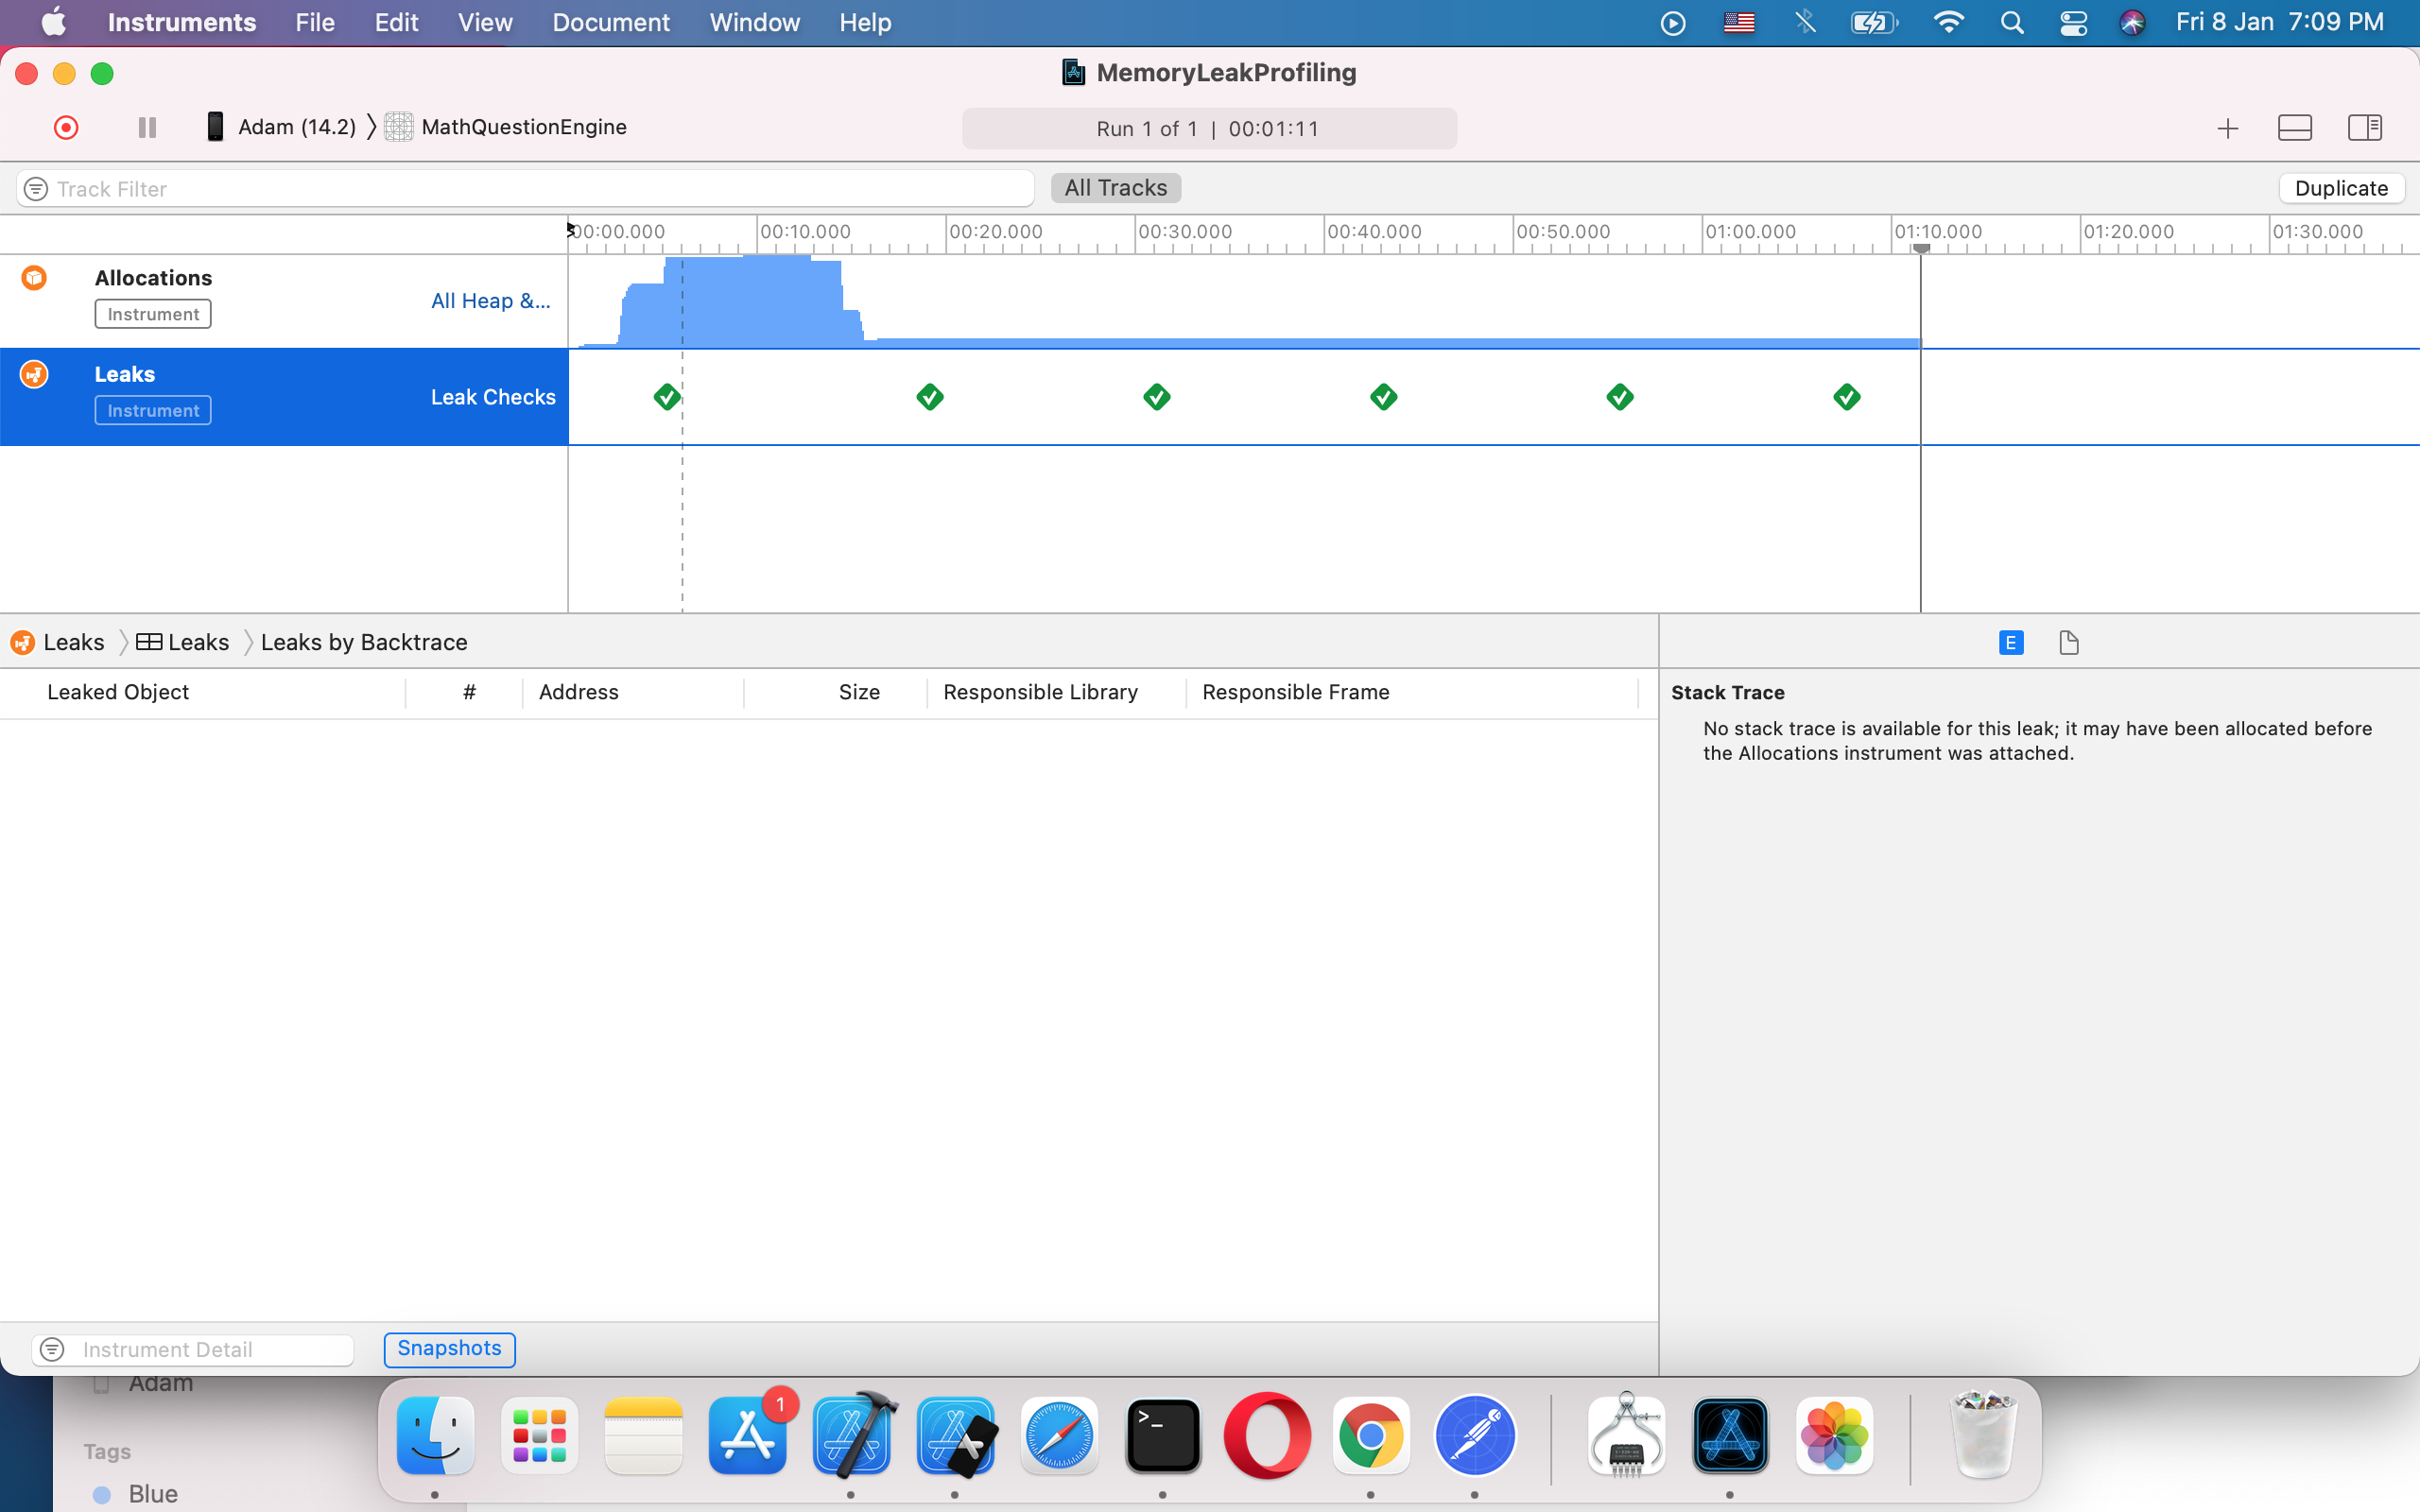 Instruments File Edit View Document Window Help Fri 8 Jan 7:09 PM
MemoryLeakProfiling
Adam (14.2) MathQuestionEngine Run 1 of 1 | 00:01:11
Track Filter All Tracks Duplicate
00:00.000 00:10.000 00:20.000 00:30.000 00:40.000 00:50.000 01:00.000 01:10.000 01:20.000 01:30.000
Allocations
Instrument
All Heap &...
Leaks
Instrument
Leak Checks
Leaks Leaks Leaks by Backtrace E
Leaked Object # Address Size Responsible Library Responsible Frame
Stack Trace
No stack trace is available for this leak; it may have been allocated before
the Allocations instrument was attached.
Instrument Detail Snapshots
Adam
1
>_
Tags
Blue